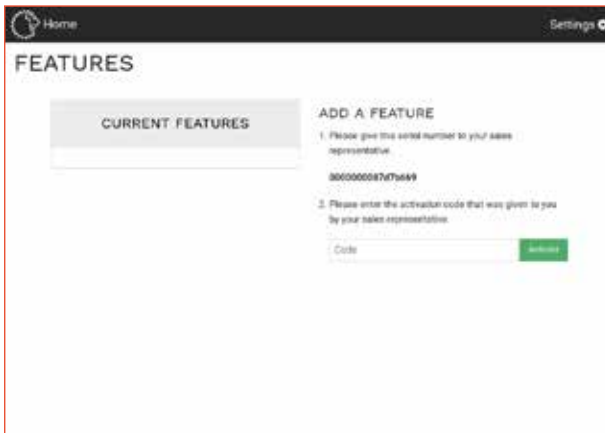 Home
Settings
FEATURES
CURRENT FEATURES
ADD A FEATURE
1. Please give this serial number to your sales
representative
2. Please enter the activation code that was given to you
by your sales representative
Code